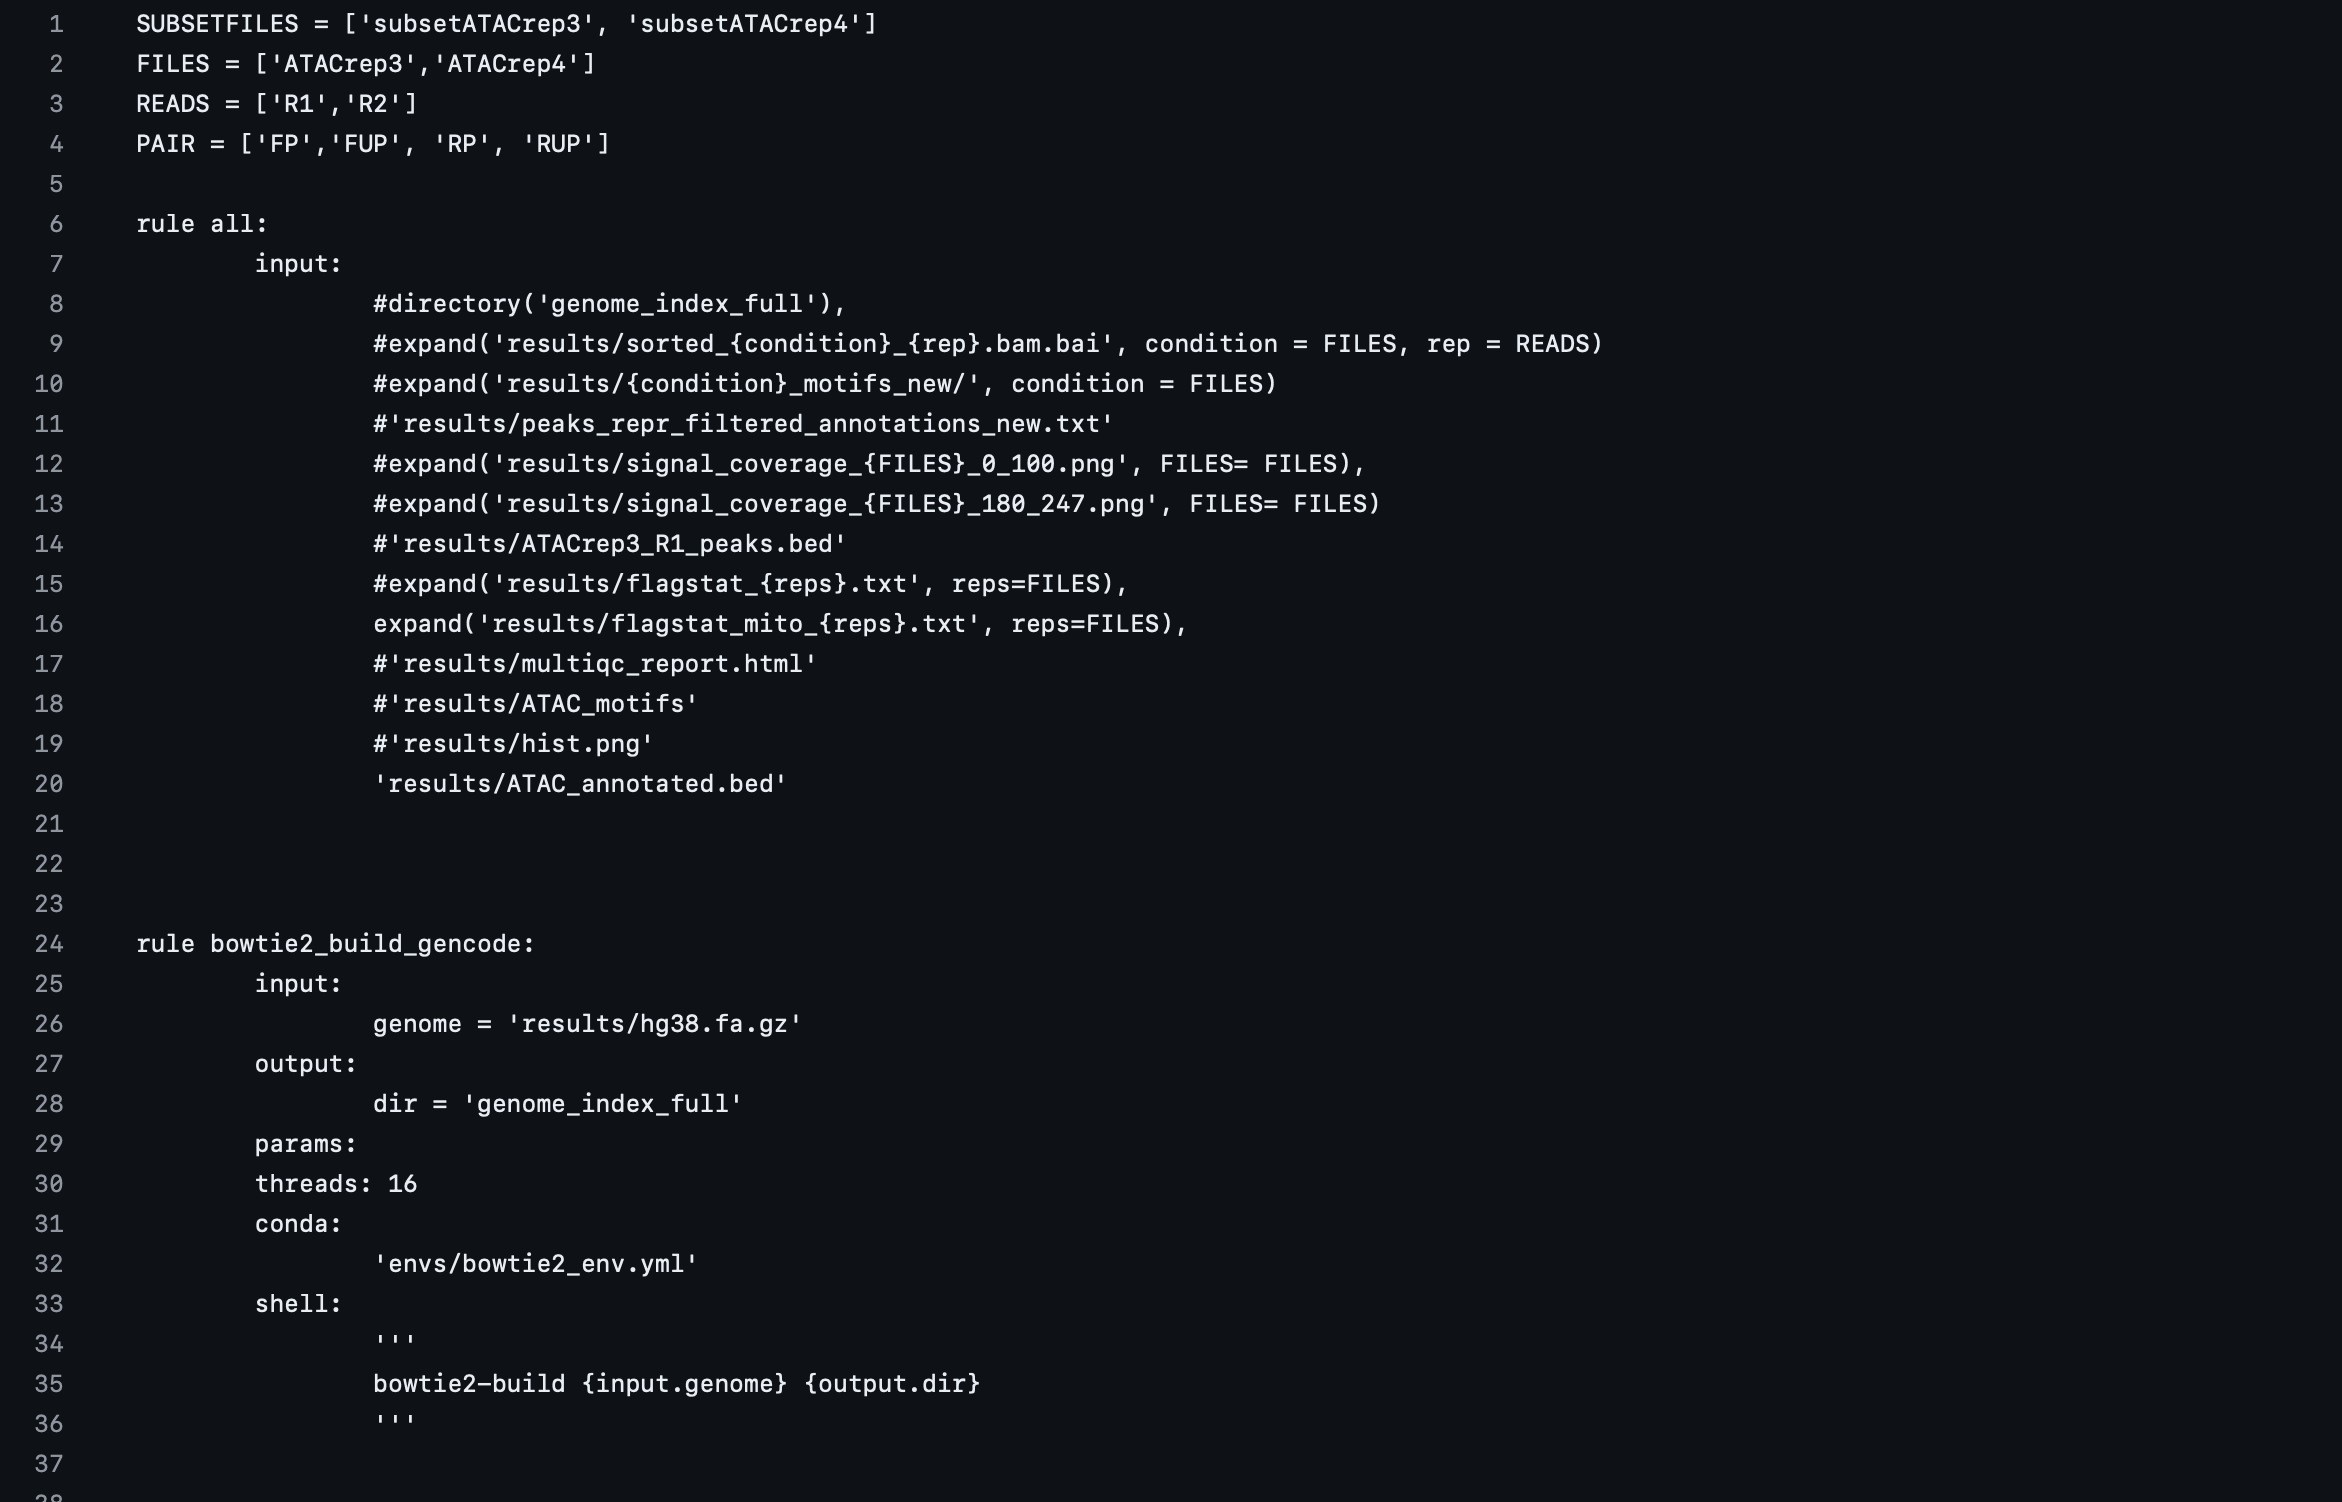 1 SUBSETFILES = ['subsetATACrep3', 'subsetATACrep4']
2 FILES = ['ATACrep3','ATACrep4']
3 READS = ['R1','R2']
4 PAIR = ['FP','FUP', 'RP', 'RUP']
5
6 rule all:
7 input:
8 #directory('genome_index_full'),
9 #expand('results/sorted_{condition}_{rep}.bam.bai', condition = FILES, rep = READS)
10 #expand('results/{condition}_motifs_new/', condition = FILES)
11 #'results/peaks_repr_filtered_annotations_new.txt'
12 #expand('results/signal_coverage_{FILES}_0_100.png', FILES= FILES),
13 #expand('results/signal_coverage_{FILES}_180_247.png', FILES= FILES)
14 #'results/ATACrep3_R1_peaks.bed'
15 #expand('results/flagstat_{reps}.txt', reps=FILES),
16 expand('results/flagstat_mito_{reps}.txt', reps=FILES),
17 #'results/multiqc_report.html'
18 #'results/ATAC_motifs'
19 #'results/hist.png'
20 'results/ATAC_annotated.bed'
21
22
23
24 rule bowtie2_build_gencode:
25 input:
26 genome = 'results/hg38.fa.gz'
27 output:
28 dir = 'genome_index_full'
29 params:
30 threads: 16
31 conda:
32 'envs/bowtie2_env.yml'
33 shell:
34 '''
35 bowtie2-build {input.genome} {output.dir}
36 '''
37